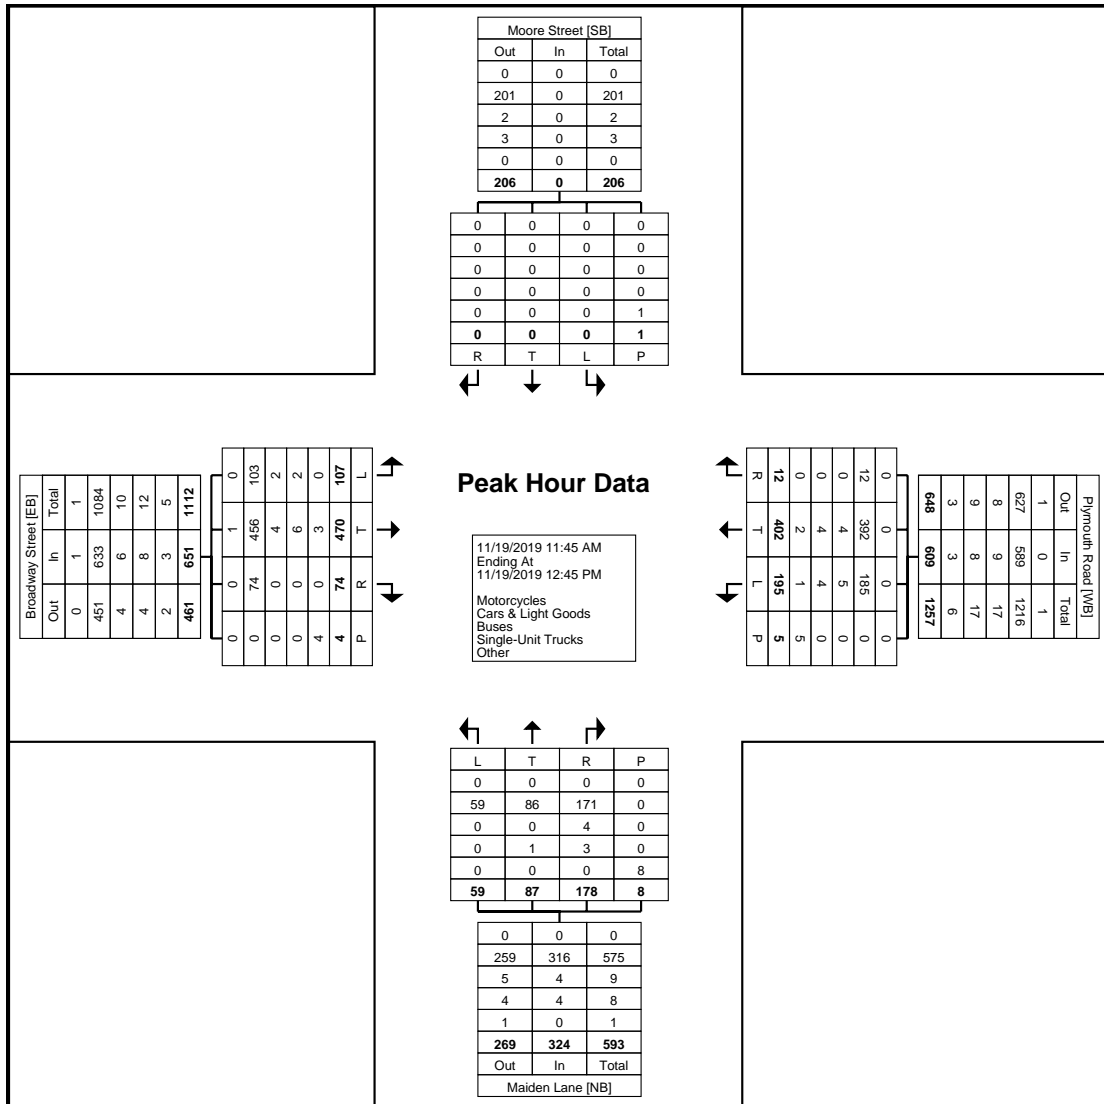 Moore Street [SB]
Out In Total
0 0 0
201 0 201
2 0 2
3 0 3
0 0 0
206 0 206
0 0 0 0
0 0 0 0
0 0 0 0
0 0 0 0
0 0 0 1
0 0 0 1
R T L P
Broadway Street [EB]
Out In Total
0 1 1
451 633 1084
4 6 10
4 8 12
2 3 5
461 651 1112
0 0 1 0
0 74 456 103
0 0 4 2
0 0 6 2
4 0 3 0
4 74 470 107
P R T L
Peak Hour Data
11/19/2019 11:45 AM
Ending At
11/19/2019 12:45 PM
Motorcycles
Cars & Light Goods
Buses
Single-Unit Trucks
Other
Plymouth Road [WB]
Out In Total
1 0 1
627 589 1216
8 9 17
9 8 17
3 3 6
648 609 1257
0 0 0 0
12 392 185 0
0 4 5 0
0 4 4 0
0 2 1 5
12 402 195 5
R T L P
L T R P
0 0 0 0
59 86 171 0
0 0 4 0
0 1 3 0
0 0 0 8
59 87 178 8
0 0 0
259 316 575
5 4 9
4 4 8
1 0 1
269 324 593
Out In Total
Maiden Lane [NB]